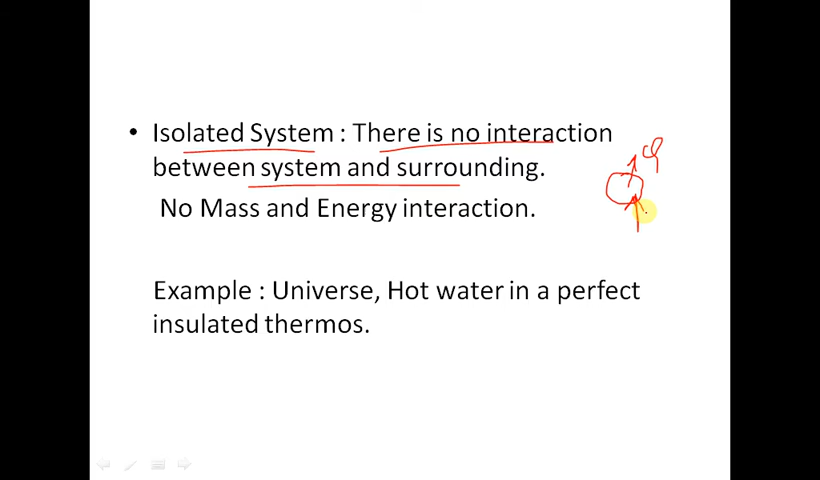 • Isolated System : There is no interaction
between system and surrounding.
No Mass and Energy interaction.
Example : Universe, Hot water in a perfect
insulated thermos.